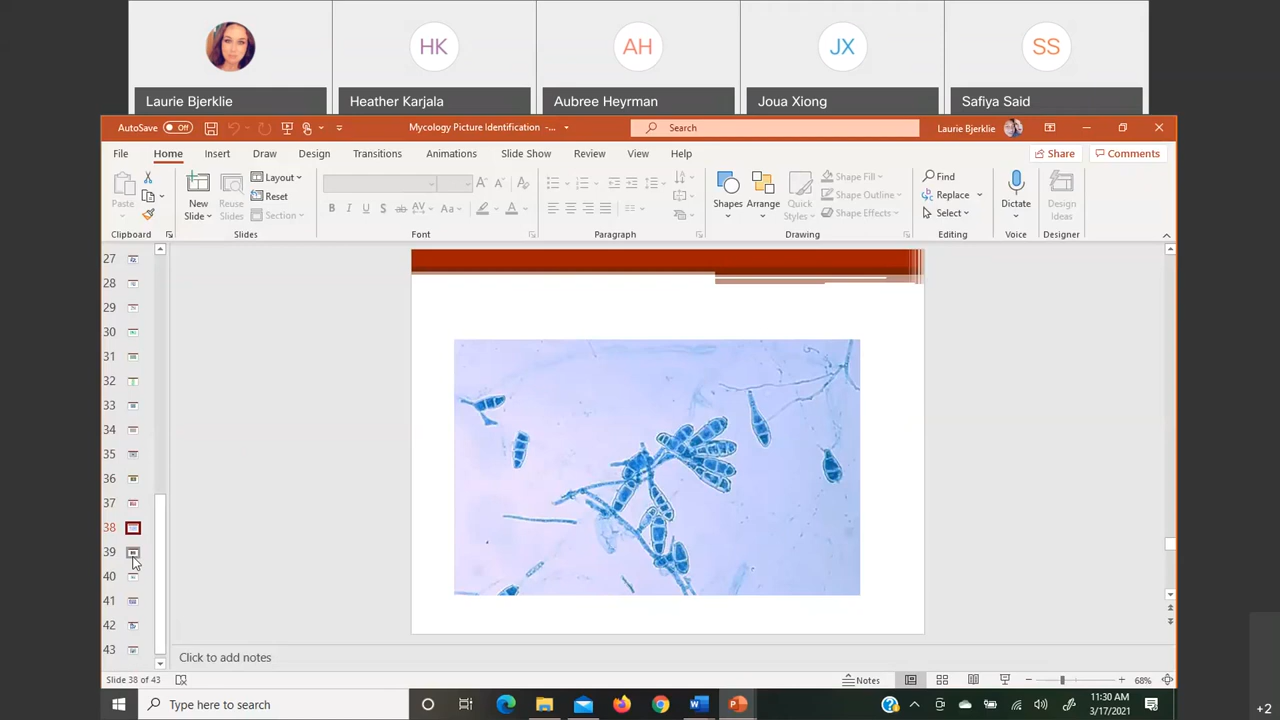 HK AH JX SS
Laurie Bjerklie Heather Karjala Aubree Heyrman Joua Xiong Safiya Said
AutoSave Off Mycology Picture Identification -... Search Laurie Bjerklie
File Home Insert Draw Design Transitions Animations Slide Show Review View Help Share Comments
Paste New Slide Reuse Slides Layout Reset Section B I U S ab AV Aa A Shapes Arrange Quick Styles Shape Fill Shape Outline Shape Effects Find Replace Select Dictate Design Ideas
Clipboard Slides Font Paragraph Drawing Editing Voice Designer
27
28
29
30
31
32
33
34
35
36
37
38
39
40
41
42
43
Click to add notes
Slide 38 of 43 Notes 68%
Type here to search 11:30 AM
3/17/2021
+2